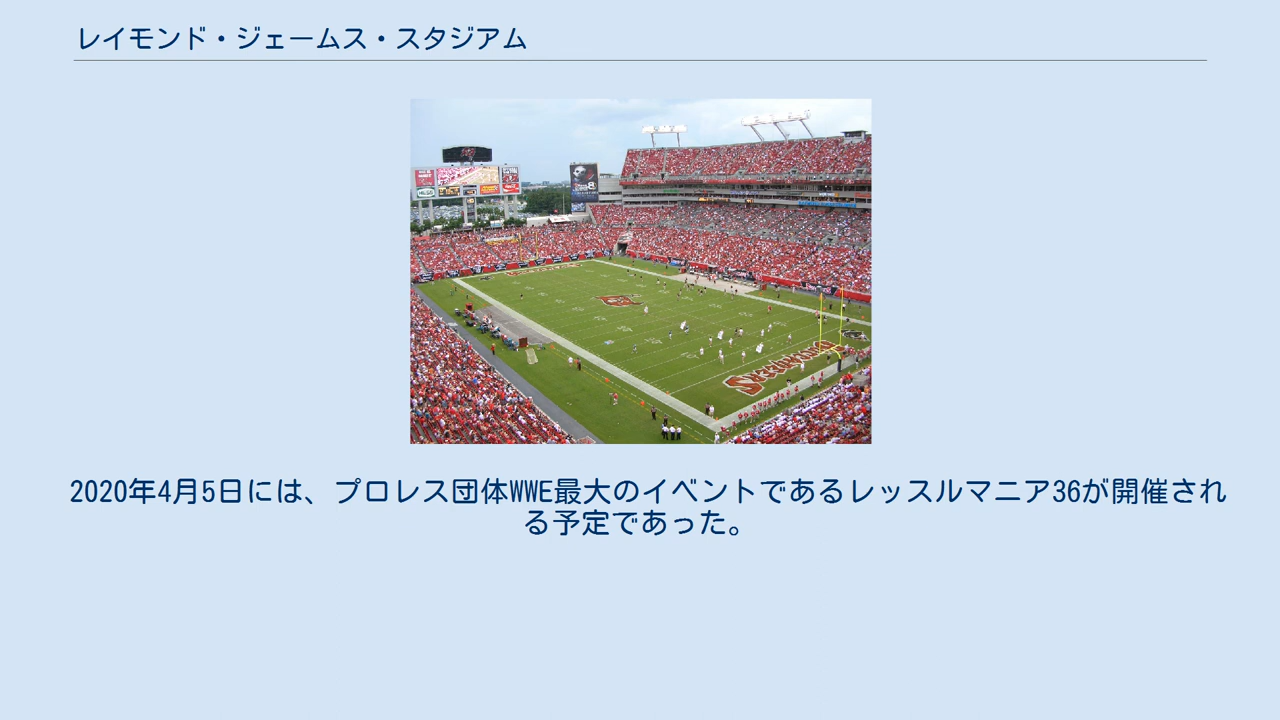 レイモンド・ジェームス・スタジアム
2020年4月5日には、プロレス団体WWE最大のイベントであるレッスルマニア36が開催され
る予定であった。